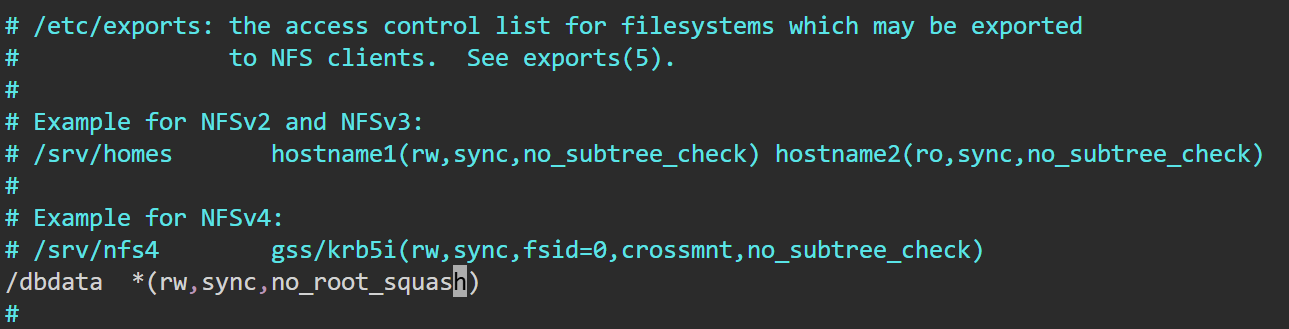 # /etc/exports: the access control list for filesystems which may be exported
#               to NFS clients.  See exports(5).
#
# Example for NFSv2 and NFSv3:
# /srv/homes       hostname1(rw,sync,no_subtree_check) hostname2(ro,sync,no_subtree_check)
#
# Example for NFSv4:
# /srv/nfs4        gss/krb5i(rw,sync,fsid=0,crossmnt,no_subtree_check)
/dbdata  *(rw,sync,no_root_squash)
#